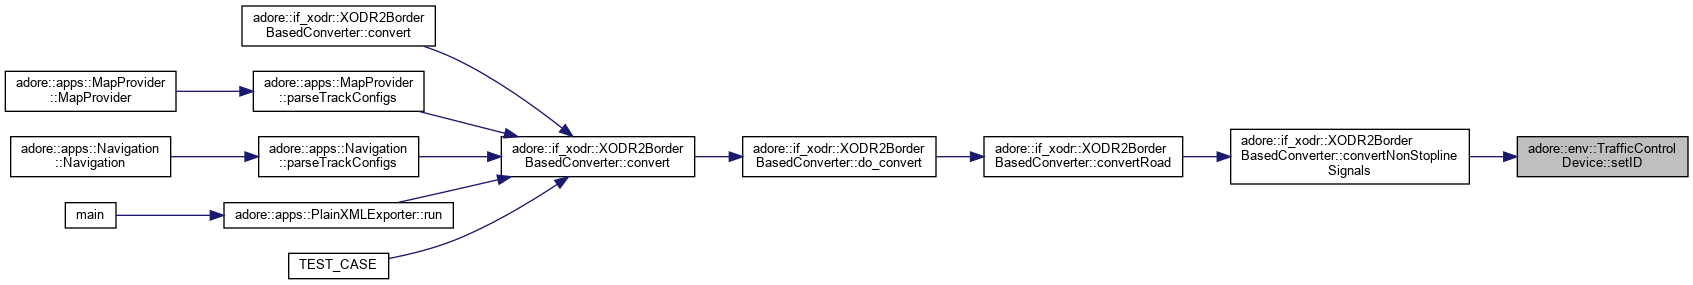 adore::if_xodr::XODR2Border
BasedConverter::convert
adore::apps::MapProvider
::MapProvider
adore::apps::MapProvider
::parseTrackConfigs
adore::apps::Navigation
::Navigation
adore::apps::Navigation
::parseTrackConfigs
adore::if_xodr::XODR2Border
BasedConverter::convert
adore::if_xodr::XODR2Border
BasedConverter::do_convert
adore::if_xodr::XODR2Border
BasedConverter::convertRoad
adore::if_xodr::XODR2Border
BasedConverter::convertNonStopline
Signals
adore::env::TrafficControl
Device::setID
main
adore::apps::PlainXMLExporter::run
TEST_CASE